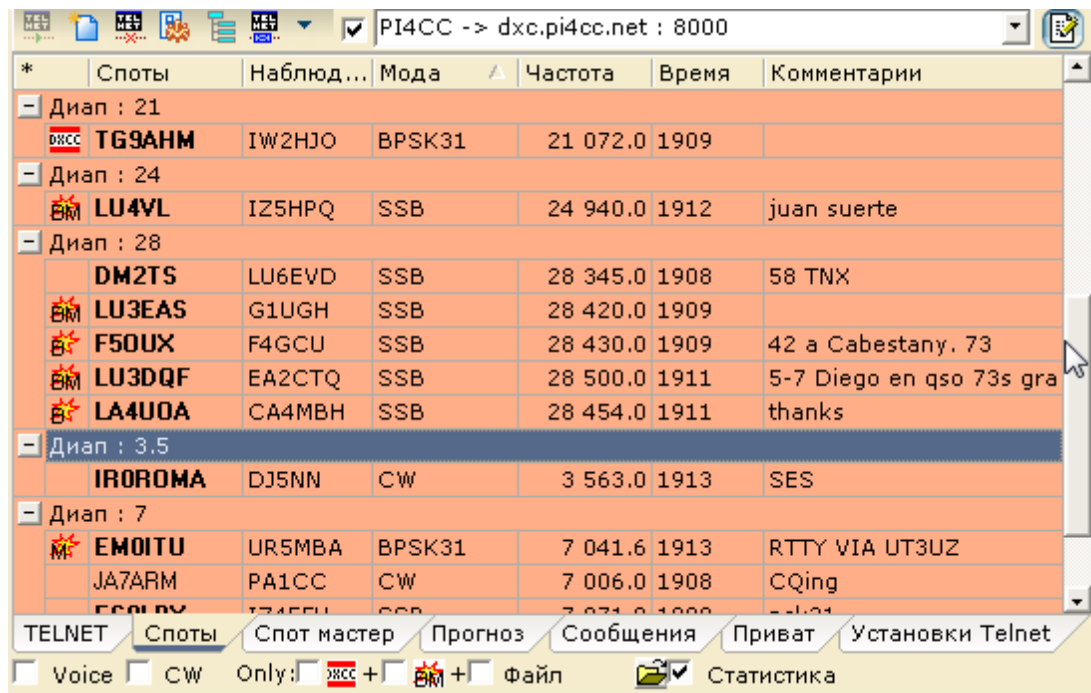 PI4CC -> dxc.pi4cc.net : 8000
* Споты Наблюд... Мода Частота Время Комментарии
Диап : 21
DXCC TG9AHM IW2HJO BPSK31 21 072.0 1909
Диап : 24
BM LU4VL IZ5HPQ SSB 24 940.0 1912 juan suerte
Диап : 28
DM2TS LU6EVD SSB 28 345.0 1908 58 TNX
BM LU3EAS G1UGH SSB 28 420.0 1909
B F5OUX F4GCU SSB 28 430.0 1909 42 a Cabestany. 73
BM LU3DQF EA2CTQ SSB 28 500.0 1911 5-7 Diego en qso 73s gra
B LA4UOA CA4MBH SSB 28 454.0 1911 thanks
Диап : 3.5
IR0ROMA DJ5NN CW 3 563.0 1913 SES
Диап : 7
M EM0ITU UR5MBA BPSK31 7 041.6 1913 RTTY VIA UT3UZ
JA7ARM PA1CC CW 7 006.0 1908 CQing
TELNET Споты Спот мастер Прогноз Сообщения Приват Установки Telnet
Voice CW Only: DXCC + BM + Файл Статистика